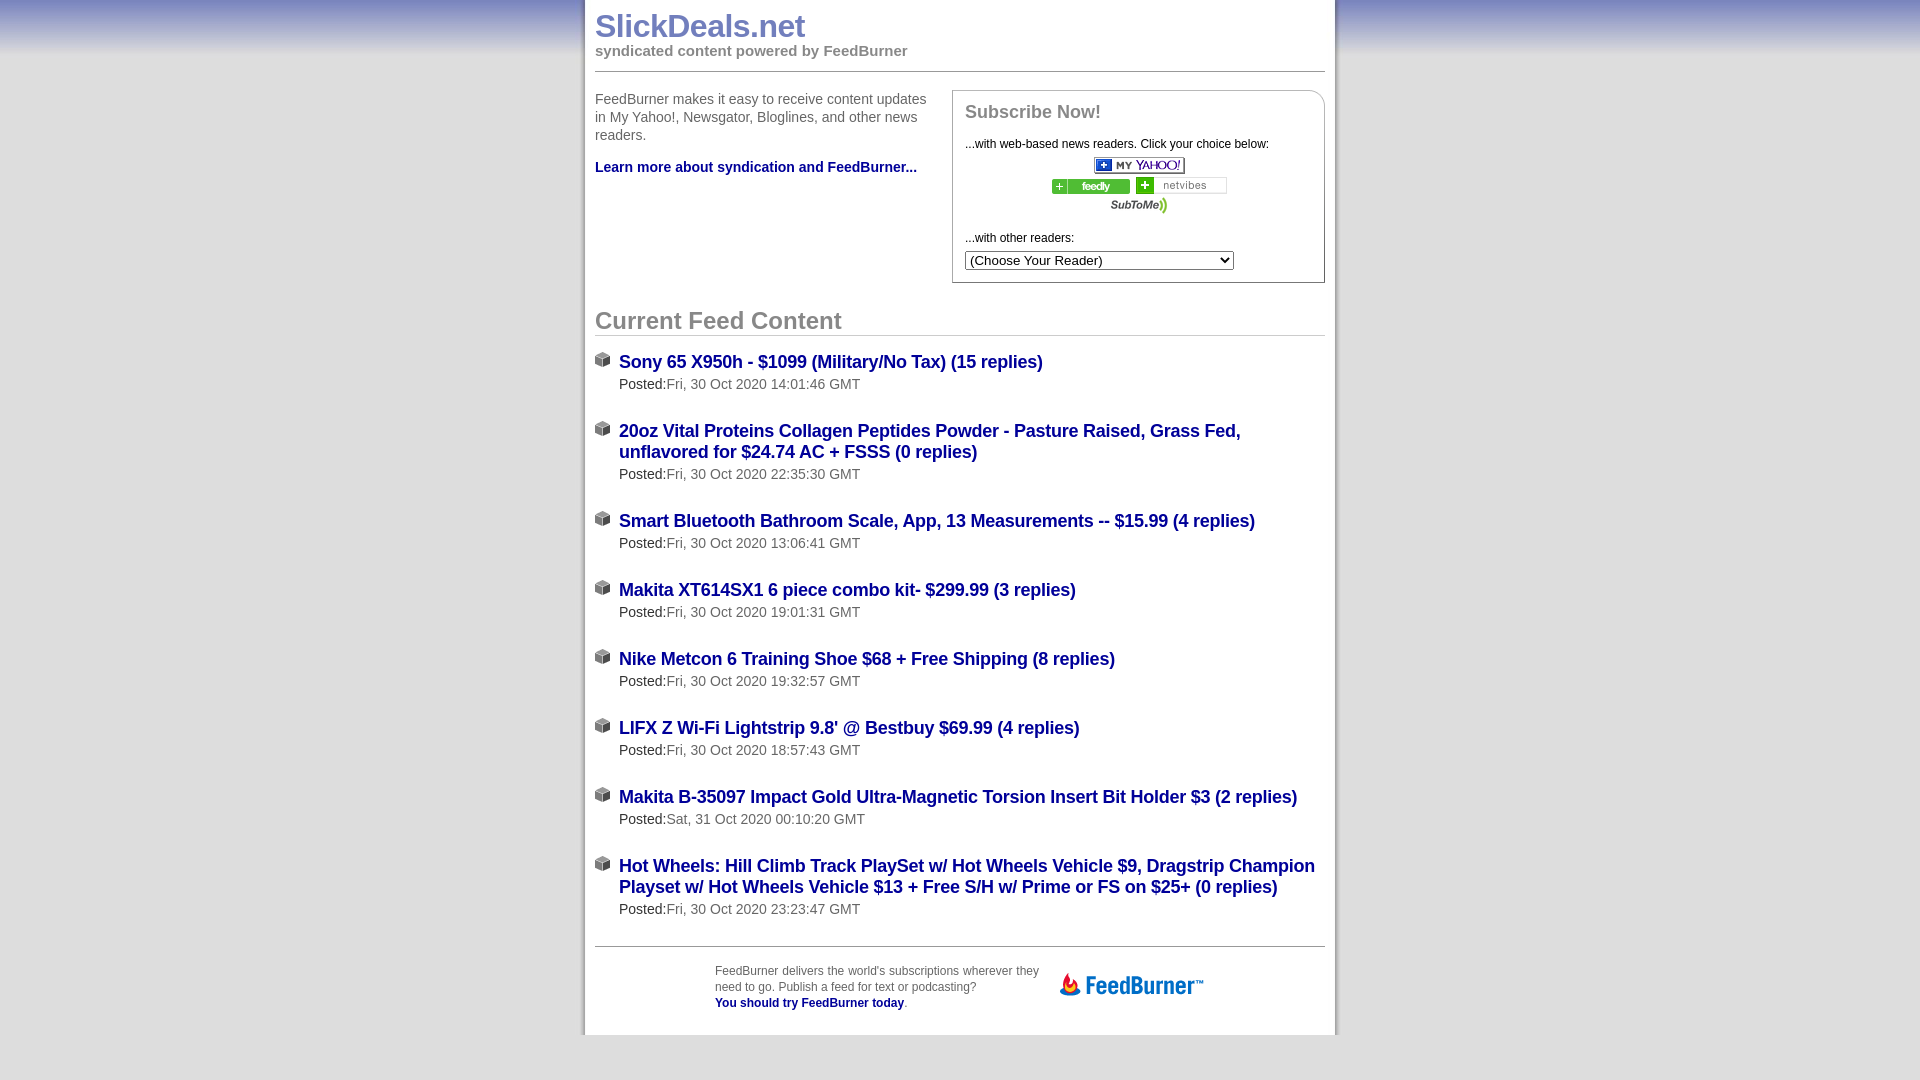 SlickDeals.net
syndicated content powered by FeedBurner
FeedBurner makes it easy to receive content updates
in My Yahoo!, Newsgator, Bloglines, and other news
readers.
Learn more about syndication and FeedBurner...
Subscribe Now!
...with web-based news readers. Click your choice below:
MY YAHOO!
feedly
netvibes
SubToMe
...with other readers:
(Choose Your Reader)
Current Feed Content
Sony 65 X950h - $1099 (Military/No Tax) (15 replies)
Posted:Fri, 30 Oct 2020 14:01:46 GMT
20oz Vital Proteins Collagen Peptides Powder - Pasture Raised, Grass Fed,
unflavored for $24.74 AC + FSSS (0 replies)
Posted:Fri, 30 Oct 2020 22:35:30 GMT
Smart Bluetooth Bathroom Scale, App, 13 Measurements -- $15.99 (4 replies)
Posted:Fri, 30 Oct 2020 13:06:41 GMT
Makita XT614SX1 6 piece combo kit- $299.99 (3 replies)
Posted:Fri, 30 Oct 2020 19:01:31 GMT
Nike Metcon 6 Training Shoe $68 + Free Shipping (8 replies)
Posted:Fri, 30 Oct 2020 19:32:57 GMT
LIFX Z Wi-Fi Lightstrip 9.8' @ Bestbuy $69.99 (4 replies)
Posted:Fri, 30 Oct 2020 18:57:43 GMT
Makita B-35097 Impact Gold Ultra-Magnetic Torsion Insert Bit Holder $3 (2 replies)
Posted:Sat, 31 Oct 2020 00:10:20 GMT
Hot Wheels: Hill Climb Track PlaySet w/ Hot Wheels Vehicle $9, Dragstrip Champion
Playset w/ Hot Wheels Vehicle $13 + Free S/H w/ Prime or FS on $25+ (0 replies)
Posted:Fri, 30 Oct 2020 23:23:47 GMT
FeedBurner delivers the world's subscriptions wherever they
need to go. Publish a feed for text or podcasting?
You should try FeedBurner today.
FeedBurner™